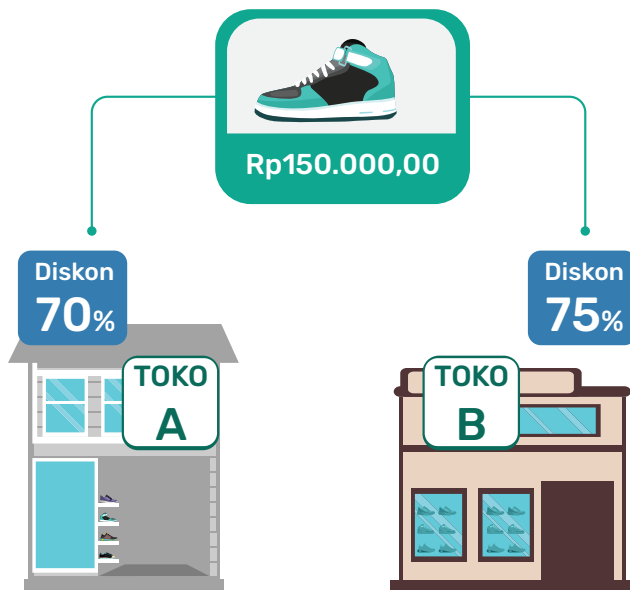 Rp150.000,00
Diskon
70%
Diskon
75%
TOKO
A
TOKO
B